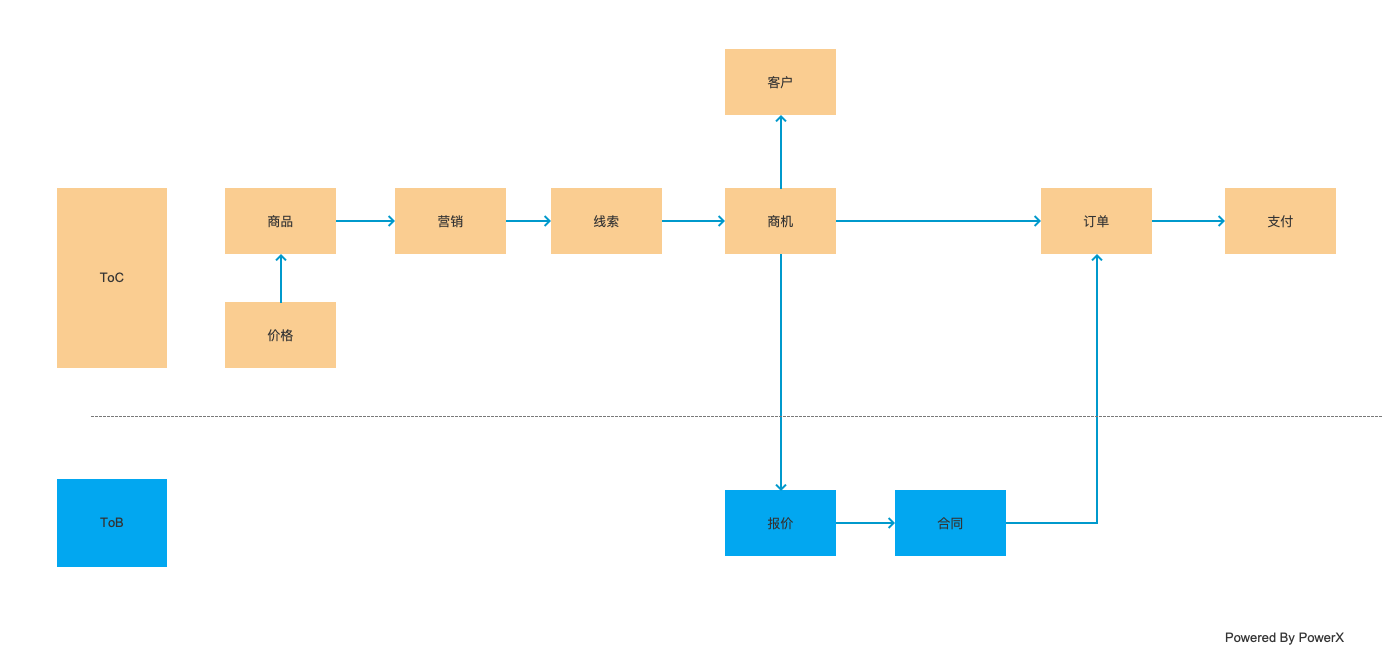 客户
ToC
商品
营销
线索
商机
订单
支付
价格
ToB
报价
合同
Powered By PowerX